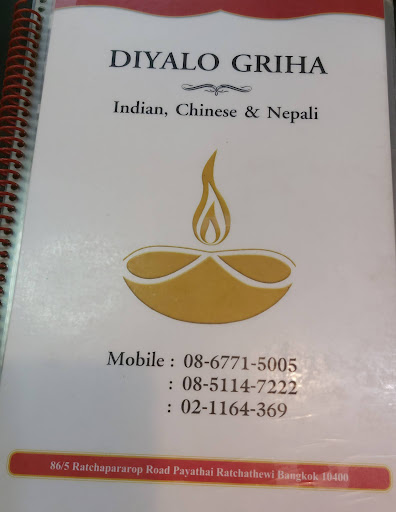 DIYALO GRIHA
Indian, Chinese & Nepali
Mobile : 08-6771-5005
: 08-5114-7222
: 02-1164-369
86/5 Ratchapararop Road Payathai Ratchathewi Bangkok 10400